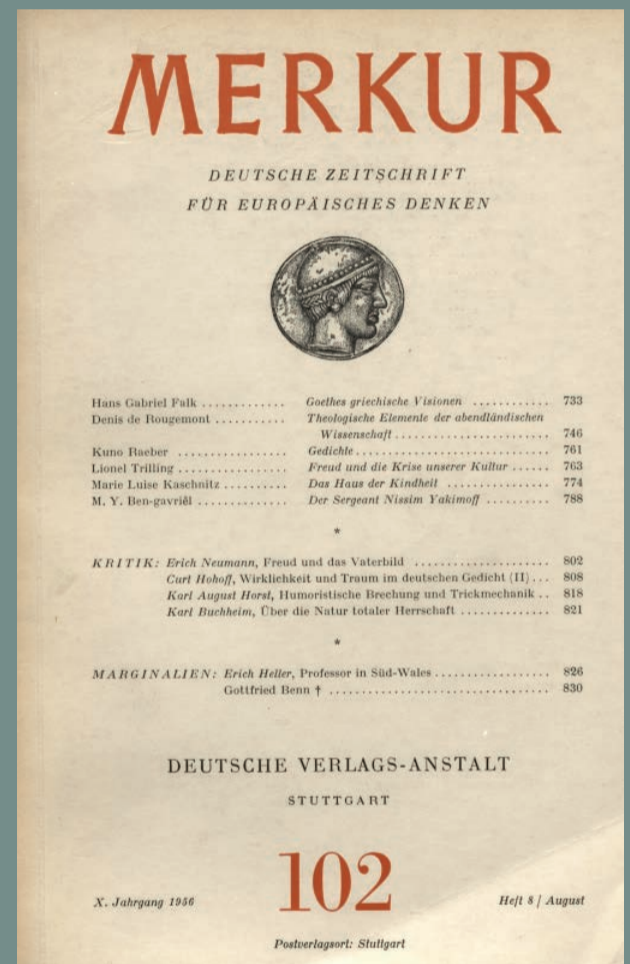 MERKUR
DEUTSCHE ZEITSCHRIFT
FÜR EUROPÄISCHES DENKEN
Hans Gabriel Falk ............. Goethes griechische Visionen ............ 733
Denis de Rougemont ........... Theologische Elemente der abendländischen
Wissenschaft ........................ 746
Kuno Raeber ................ Gedichte .............................. 761
Lionel Trilling ................ Freud und die Krise unserer Kultur ...... 763
Marie Luise Kaschnitz .......... Das Haus der Kindheit ................ 774
M. Y. Ben-gavriêl .............. Der Sergeant Nissim Yakimoff .......... 788
*
KRITIK: Erich Neumann, Freud und das Vaterbild ..................... 802
Curt Hohoff, Wirklichkeit und Traum im deutschen Gedicht (II) ... 808
Karl August Horst, Humoristische Brechung und Trickmechanik .. 818
Karl Buchheim, Über die Natur totaler Herrschaft .............. 821
*
MARGINALIEN: Erich Heller, Professor in Süd-Wales .................. 826
Gottfried Benn † .................................. 830
DEUTSCHE VERLAGS-ANSTALT
STUTTGART
X. Jahrgang 1956 102 Heft 8 / August
Postverlagsort: Stuttgart